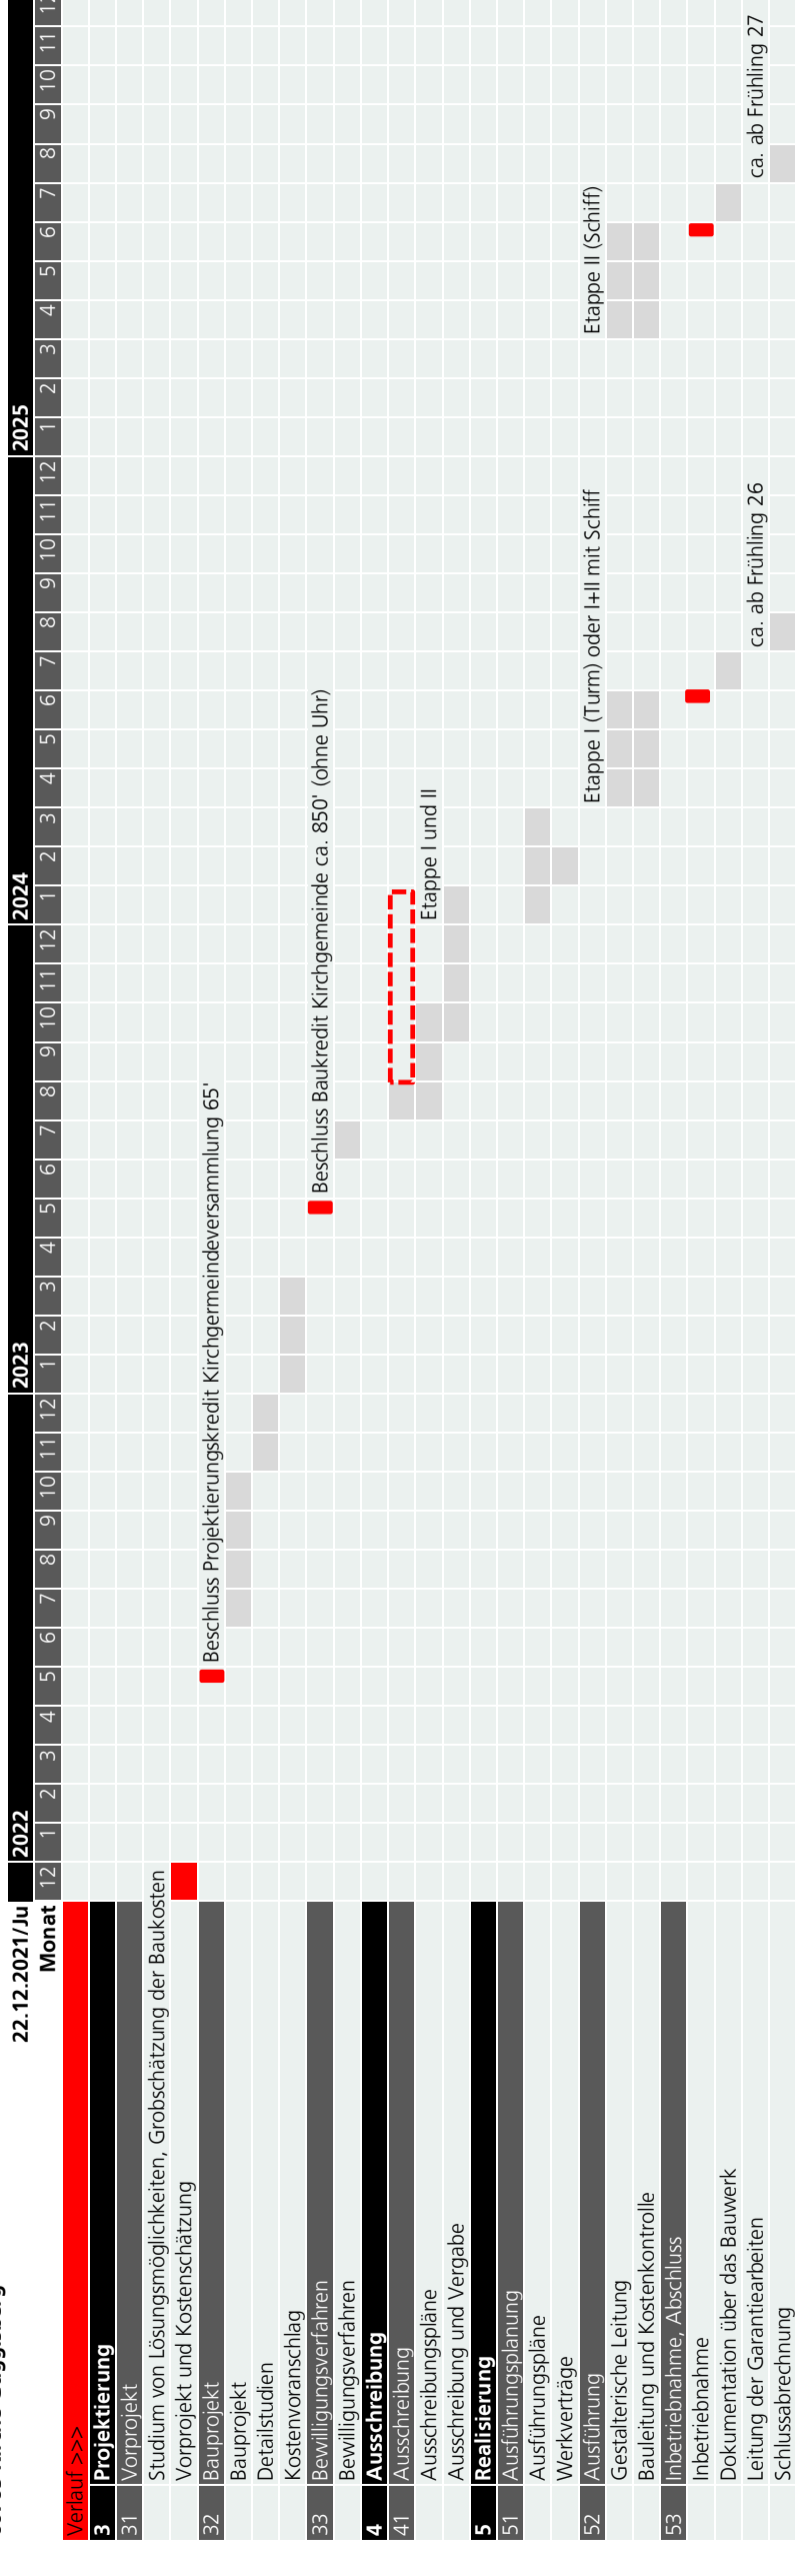 22.12.2021/Ju 2022 2023 2024 2025
Monat 12 1 2 3 4 5 6 7 8 9 10 11 12 1 2 3 4 5 6 7 8 9 10 11 12 1 2 3 4 5 6 7 8 9 10 11 12 1 2 3 4 5 6 7 8 9 10 11 12
Verlauf >>>
3 Projektierung
31 Vorprojekt
Studium von Lösungsmöglichkeiten, Grobschätzung der Baukosten
Vorprojekt und Kostenschätzung
32 Bauprojekt Beschluss Projektierungskredit Kirchgermeindeversammlung 65'
Bauprojekt
Detailstudien
Kostenvoranschlag
33 Bewilligungsverfahren Beschluss Baukredit Kirchgemeinde ca. 850' (ohne Uhr)
Bewilligungsverfahren
4 Ausschreibung
41 Ausschreibung
Ausschreibungspläne Etappe I und II
Ausschreibung und Vergabe
5 Realisierung
51 Ausführungsplanung
Ausführungspläne
Werkverträge
52 Ausführung Etappe I (Turm) oder I+II mit Schiff Etappe II (Schiff)
Gestalterische Leitung
Bauleitung und Kostenkontrolle
53 Inbetriebnahme, Abschluss
Inbetriebnahme
Dokumentation über das Bauwerk
Leitung der Garantiearbeiten ca. ab Frühling 26 ca. ab Frühling 27
Schlussabrechnung